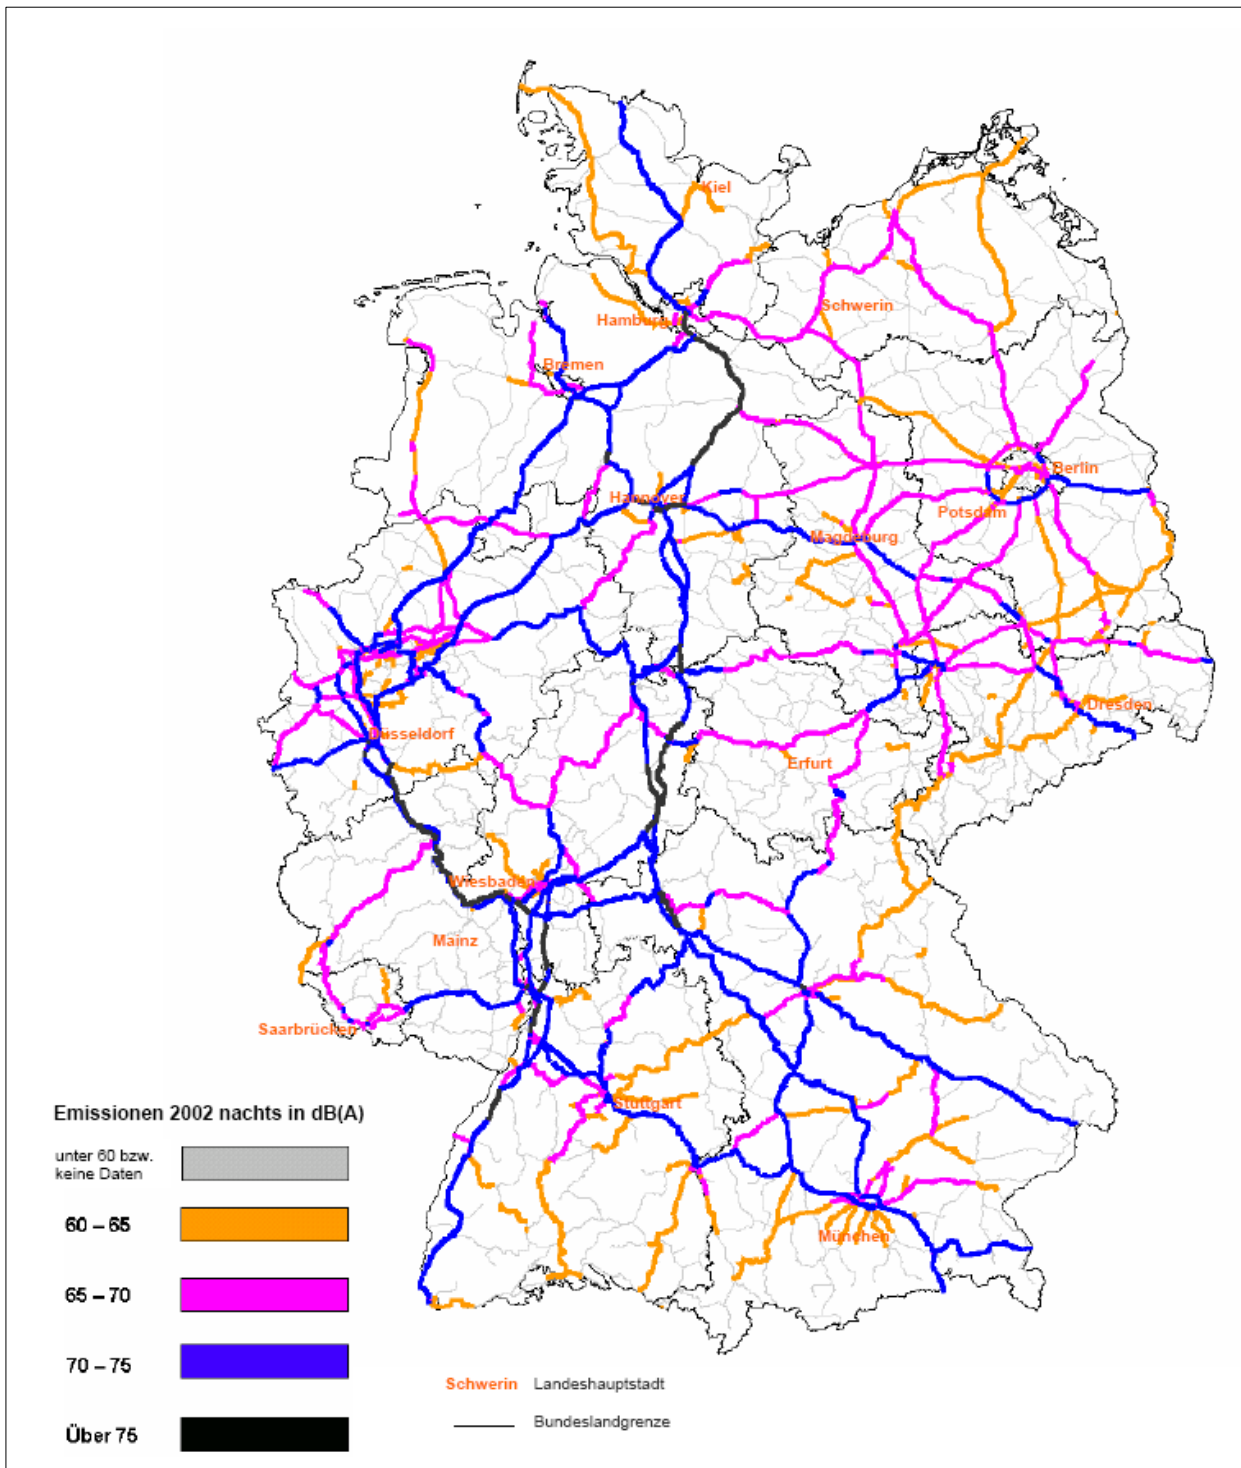 Kiel
Schwerin
Hamburg
Bremen
Berlin
Hannover
Potsdam
Magdeburg
Düsseldorf
Dresden
Erfurt
Wiesbaden
Mainz
Saarbrücken
Stuttgart
München
Emissionen 2002 nachts in dB(A)
unter 60 bzw.
keine Daten
60 – 65
65 – 70
70 – 75
Über 75
Schwerin Landeshauptstadt
Bundeslandgrenze